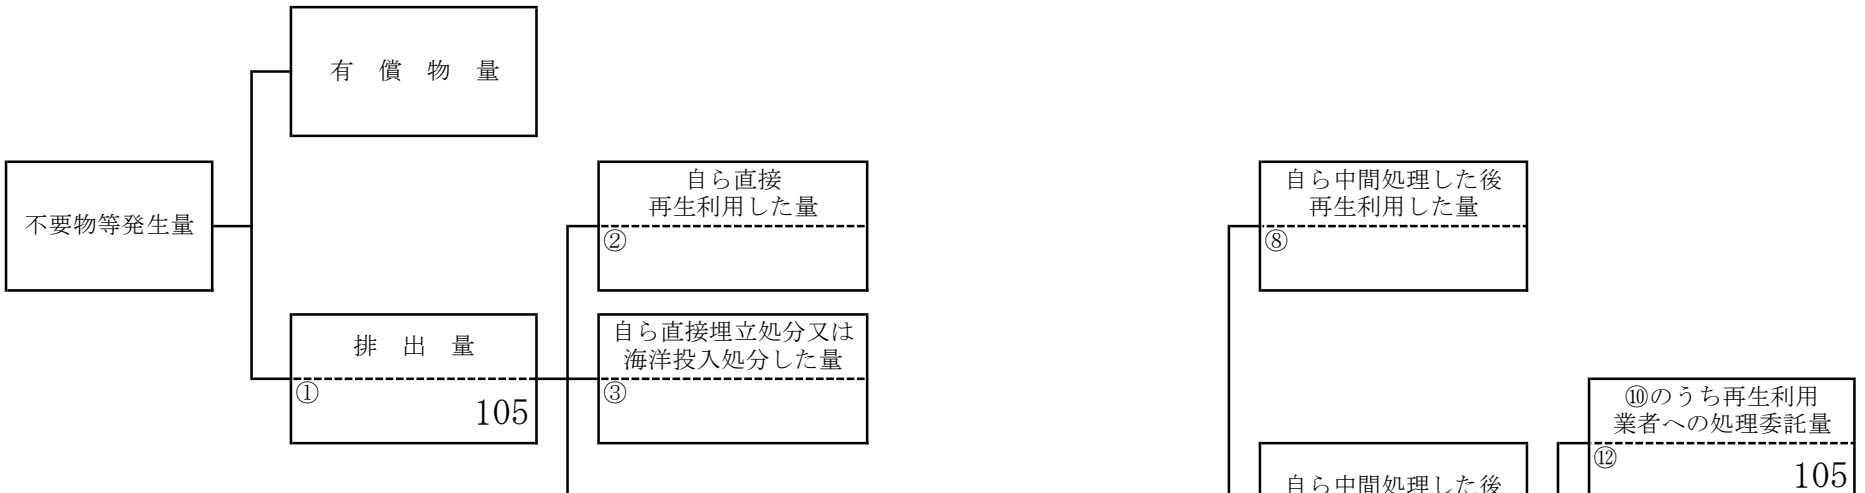 有 償 物 量
不要物等発生量
自ら直接
再生利用した量
②
自ら中間処理した後
再生利用した量
⑧
排 出 量
①
105
自ら直接埋立処分又は
海洋投入処分した量
③
⑩のうち再生利用
業者への処理委託量
⑫
105
自ら中間処理した後